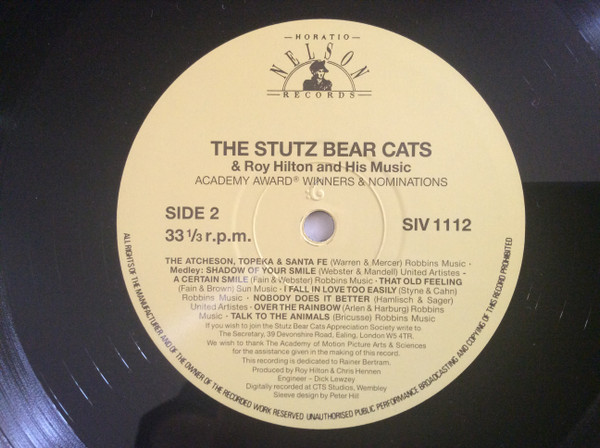 HORATIO
NELSON
RECORDS
THE STUTZ BEAR CATS
& Roy Hilton and His Music
ACADEMY AWARD® WINNERS & NOMINATIONS
SIDE 2
33 1/3 r.p.m.
SIV 1112
THE ATCHESON, TOPEKA & SANTA FE (Warren & Mercer) Robbins Music -
Medley: SHADOW OF YOUR SMILE (Webster & Mandell) United Artistes -
A CERTAIN SMILE (Fain & Webster) Robbins Music - THAT OLD FEELING
(Fain & Brown) Sun Music - I FALL IN LOVE TOO EASILY (Styne & Cahn)
Robbins Music - NOBODY DOES IT BETTER (Hamlisch & Sager)
United Artistes - OVER THE RAINBOW (Arlen & Harburg) Robbins
Music - TALK TO THE ANIMALS (Bricusse) Robbins Music
If you wish to join the Stutz Bear Cats Appreciation Society write to
The Secretary, 39 Devonshire Road, Ealing, London W5 4TR.
We wish to thank The Academy of Motion Picture Arts & Sciences
for the assistance given in the making of this record.
This recording is dedicated to Rainer Bertram.
Produced by Roy Hilton & Chris Hennen
Engineer – Dick Lewzey
Digitally recorded at CTS Studios, Wembley
Sleeve design by Peter Hill
ALL RIGHTS OF THE MANUFACTURERS AND OF THE OWNER OF THE RECORDED WORK RESERVED UNAUTHORISED PUBLIC PERFORMANCE BROADCASTING AND COPYING OF THIS RECORD PROHIBITED